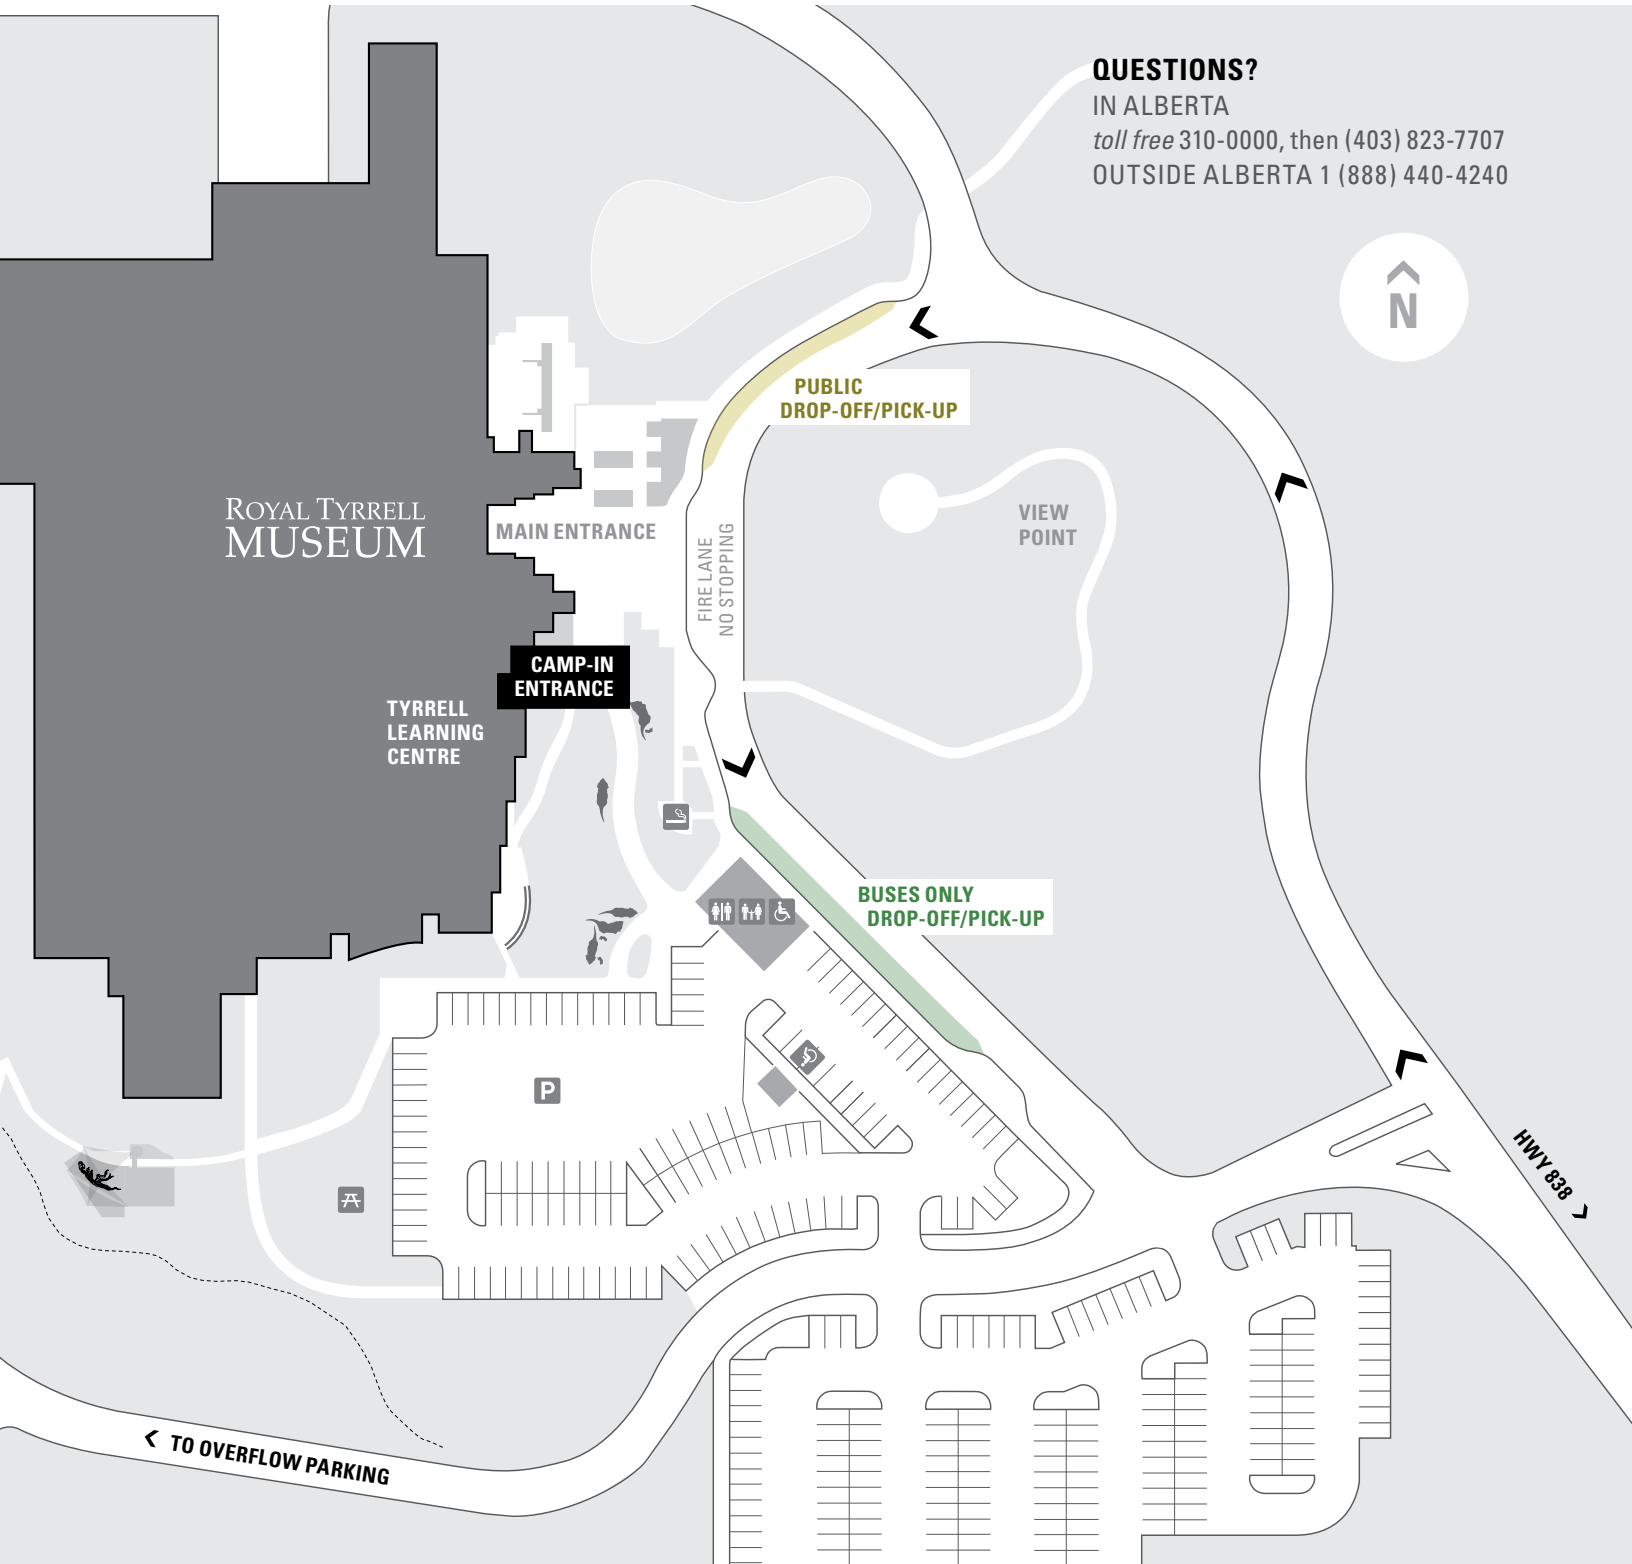 QUESTIONS?
IN ALBERTA
toll free 310-0000, then (403) 823-7707
OUTSIDE ALBERTA 1 (888) 440-4240
N
PUBLIC
DROP-OFF/PICK-UP
ROYAL TYRRELL
MUSEUM
MAIN ENTRANCE
FIRE LANE
NO STOPPING
VIEW
POINT
CAMP-IN
ENTRANCE
TYRRELL
LEARNING
CENTRE
BUSES ONLY
DROP-OFF/PICK-UP
P
HWY 838
TO OVERFLOW PARKING